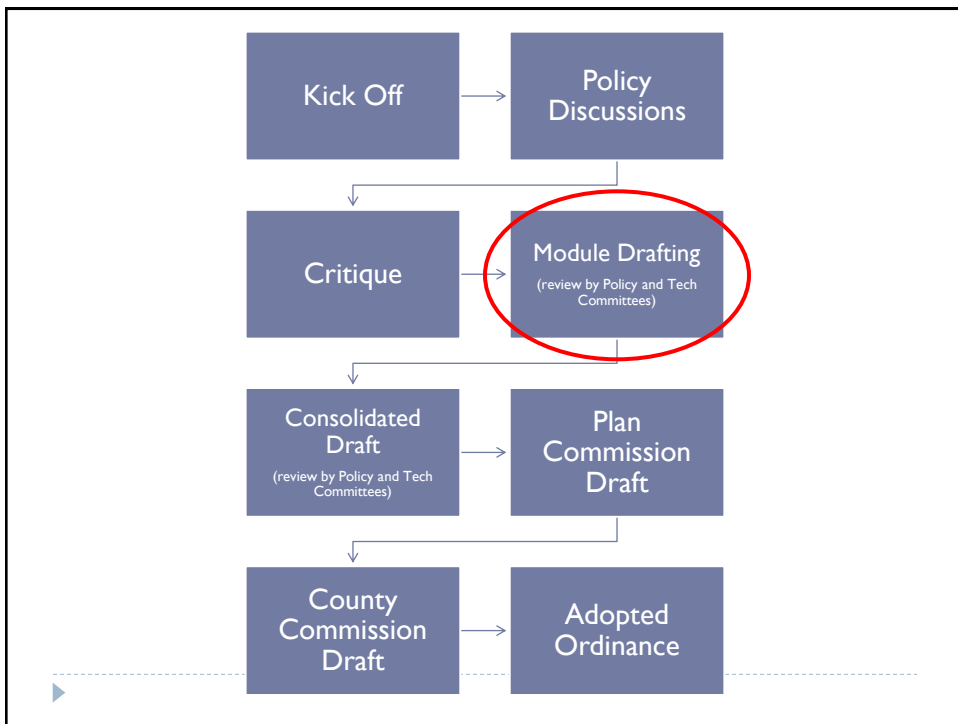 Kick Off
Policy
Discussions
Critique
Module Drafting
(review by Policy and Tech
Committees)
Consolidated
Draft
(review by Policy and Tech
Committees)
Plan
Commission
Draft
County
Commission
Draft
Adopted
Ordinance